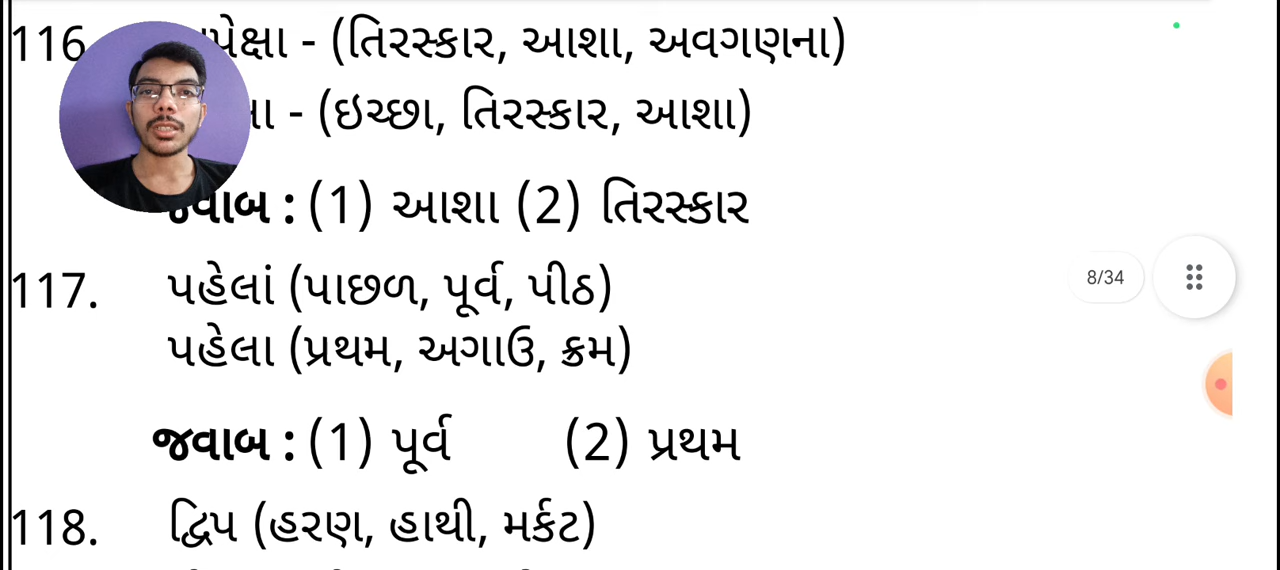 116 - (તિરસ્કાર, આશા, અવગણના)
- (ઇચ્છા, તિરસ્કાર, આશા)
જવાબ : (1) આશા (2) તિરસ્કાર
117. પહેલાં (પાછળ, પૂર્વ, પીઠ)
8/34
પહેલા (પ્રથમ, અગાઉ, ક્રમ)
જવાબ : (1) પૂર્વ (2) પ્રથમ
118. દ્વિપ (હરણ, હાથી, મર્કટ)